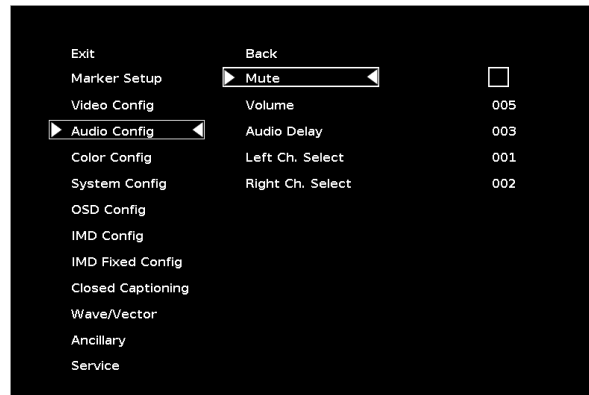 Exit Back
Marker Setup Mute
Video Config Volume 005
Audio Config Audio Delay 003
Color Config Left Ch. Select 001
System Config Right Ch. Select 002
OSD Config
IMD Config
IMD Fixed Config
Closed Captioning
Wave/Vector
Ancillary
Service